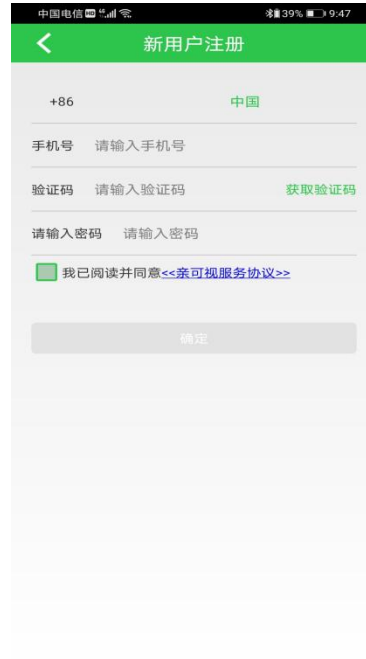 中国电信 HD 39% 9:47
新用户注册
+86 中国
手机号 请输入手机号
验证码 请输入验证码 获取验证码
请输入密码 请输入密码
我已阅读并同意<<亲可视服务协议>>
确定